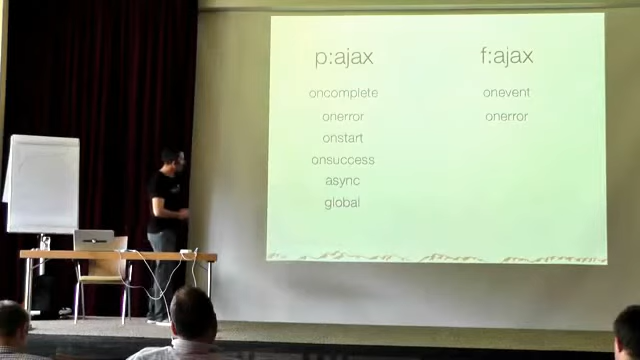 p:ajax
oncomplete
onerror
onstart
onsuccess
async
global
f:ajax
onevent
onerror